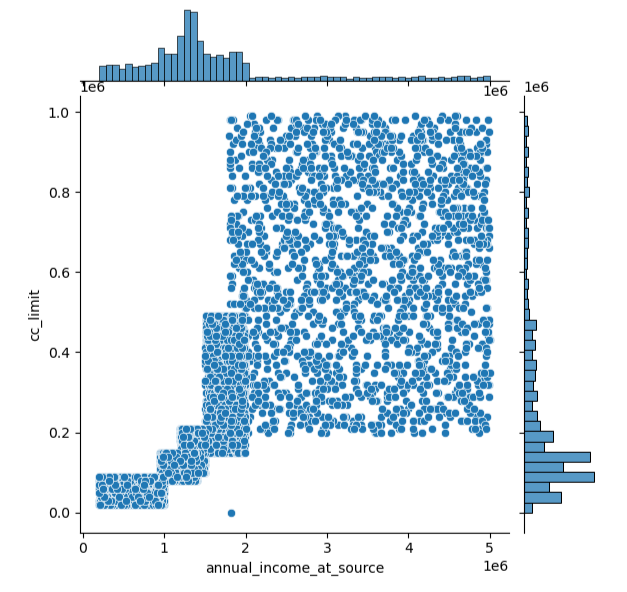 1e6
1e6
1e6
1.0
0.8
0.6
0.4
0.2
0.0
cc_limit
0 1 2 3 4 5
annual_income_at_source
1e6